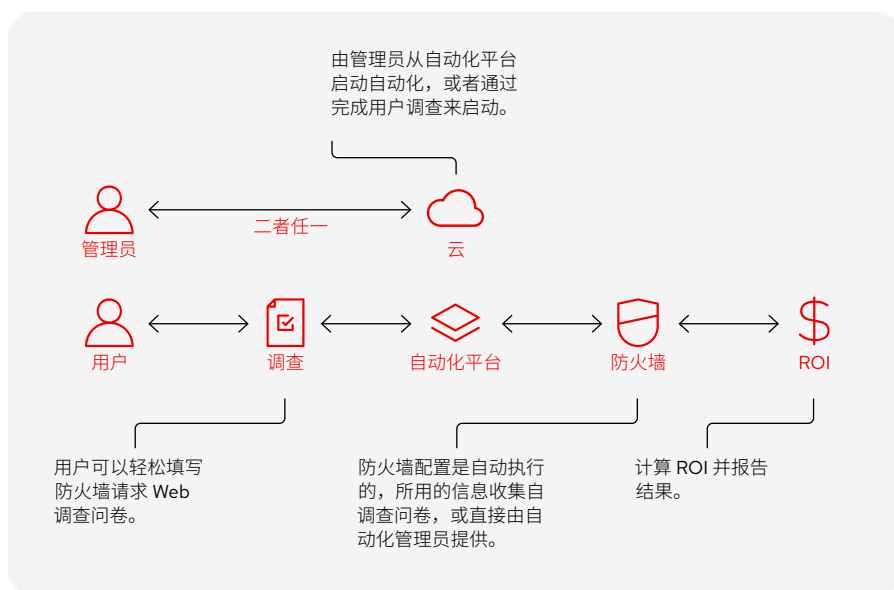 由管理员从自动化平台
启动自动化，或者通过
完成用户调查来启动。
二者任一
管理员
云
用户
调查
自动化平台
防火墙
ROI
用户可以轻松填写
防火墙请求 Web
调查问卷。
防火墙配置是自动执行
的，所用的信息收集自
调查问卷，或直接由自
动化管理员提供。
计算 ROI 并报告
结果。